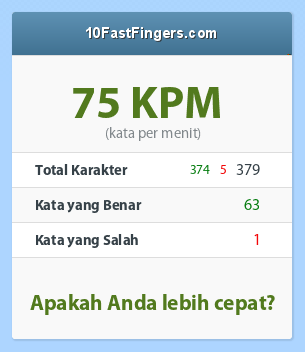 10FastFingers.com
75 KPM
(kata per menit)
Total Karakter 374 5 379
Kata yang Benar 63
Kata yang Salah 1
Apakah Anda lebih cepat?